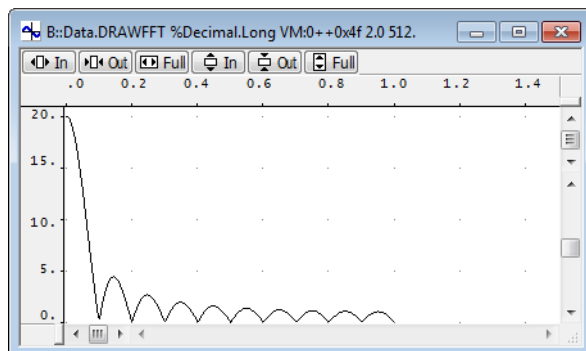 B::Data.DRAWFFT %Decimal.Long VM:0++0x4f 2.0 512.
In Out Full In Out Full
.0 0.2 0.4 0.6 0.8 1.0 1.2 1.4
20.
15.
10.
5.
0.